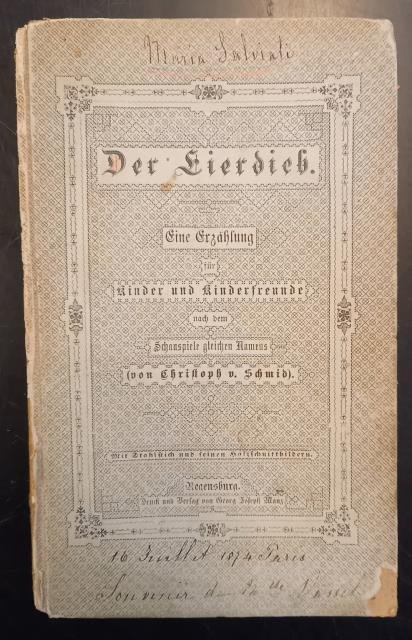 Maria Salviati
Der Eierdieb.
Eine Erzählung
für
Kinder und Kinderfreunde
nach dem
Schauspiele gleichen Namens
(von Christoph v. Schmid).
Mit Stahlstich und feinen Holzschnittbildern.
Regensburg.
Druck und Verlag von Georg Joseph Manz
16 Juillet 1874 Paris
Souvenir de